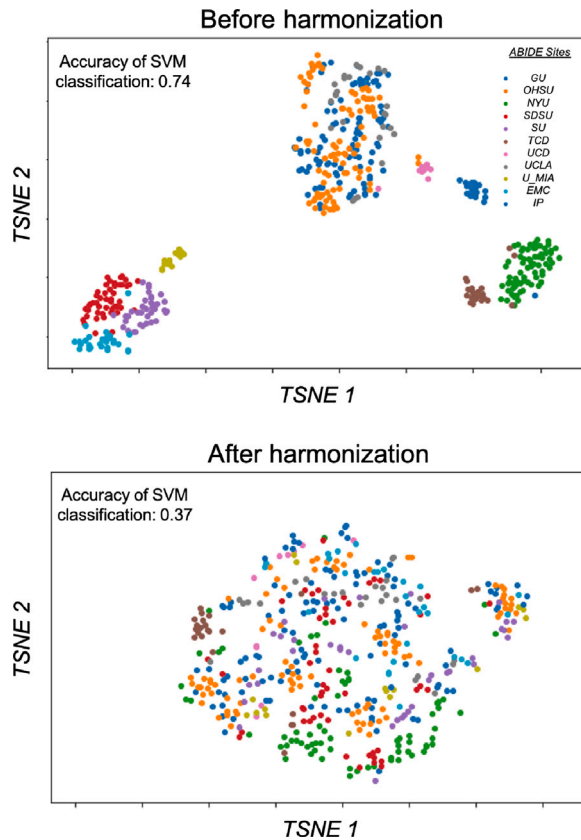 Before harmonization
Accuracy of SVM
classification: 0.74
ABIDE Sites
GU
OHSU
NYU
SDSU
SU
TCD
UCD
UCLA
U_MIA
EMC
IP
TSNE 2
TSNE 1
After harmonization
Accuracy of SVM
classification: 0.37
TSNE 2
TSNE 1